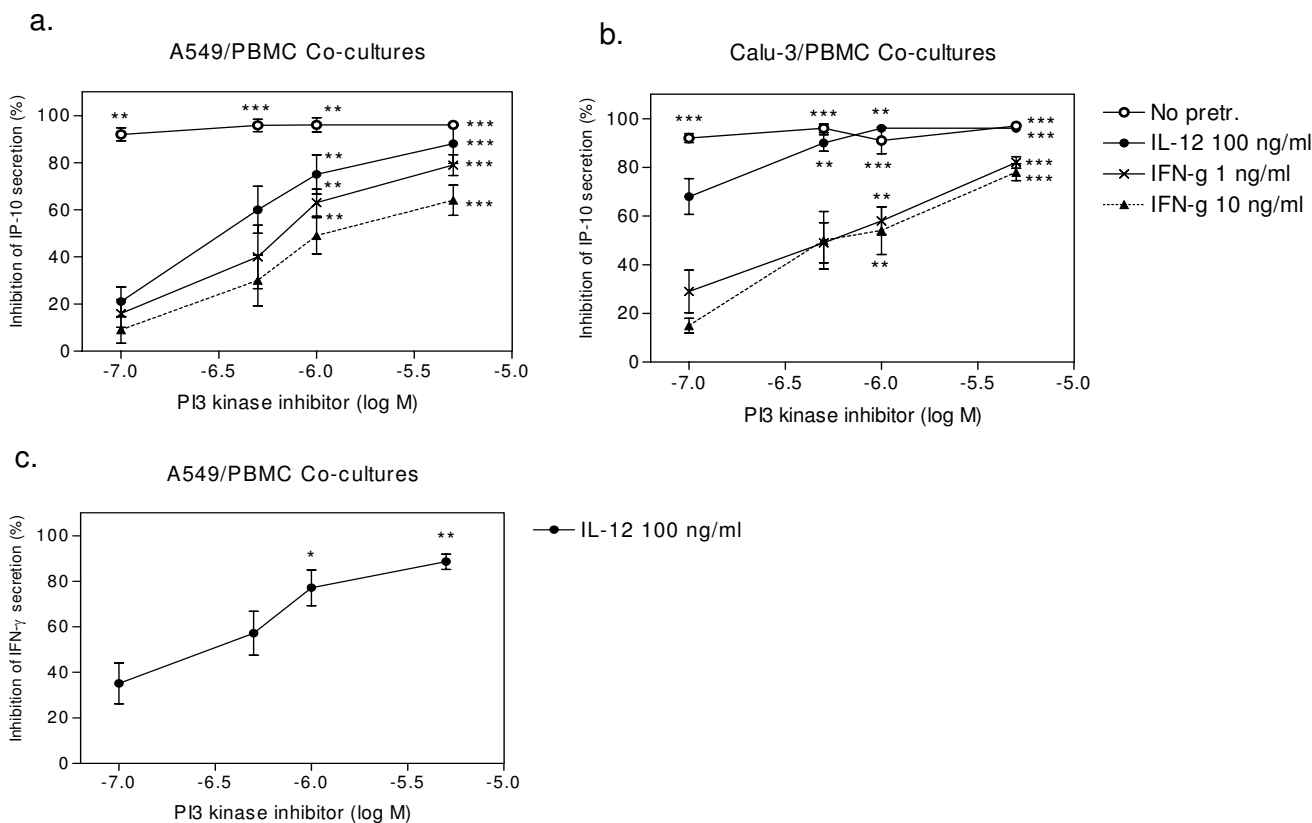 a.
A549/PBMC Co-cultures
Inhibition of IP-10 secretion (%)
100
80
60
40
20
0
** *** ** ***
***
** ***
**
** ***
-7.0 -6.5 -6.0 -5.5 -5.0
PI3 kinase inhibitor (log M)
b.
Calu-3/PBMC Co-cultures
Inhibition of IP-10 secretion (%)
100
80
60
40
20
0
*** *** ** ***
***
** ***
** ***
***
**
-7.0 -6.5 -6.0 -5.5 -5.0
PI3 kinase inhibitor (log M)
No pretr.
IL-12 100 ng/ml
IFN-g 1 ng/ml
IFN-g 10 ng/ml
c.
A549/PBMC Co-cultures
Inhibition of IFN-γ secretion (%)
100
80
60
40
20
0
* **
-7.0 -6.5 -6.0 -5.5 -5.0
PI3 kinase inhibitor (log M)
IL-12 100 ng/ml